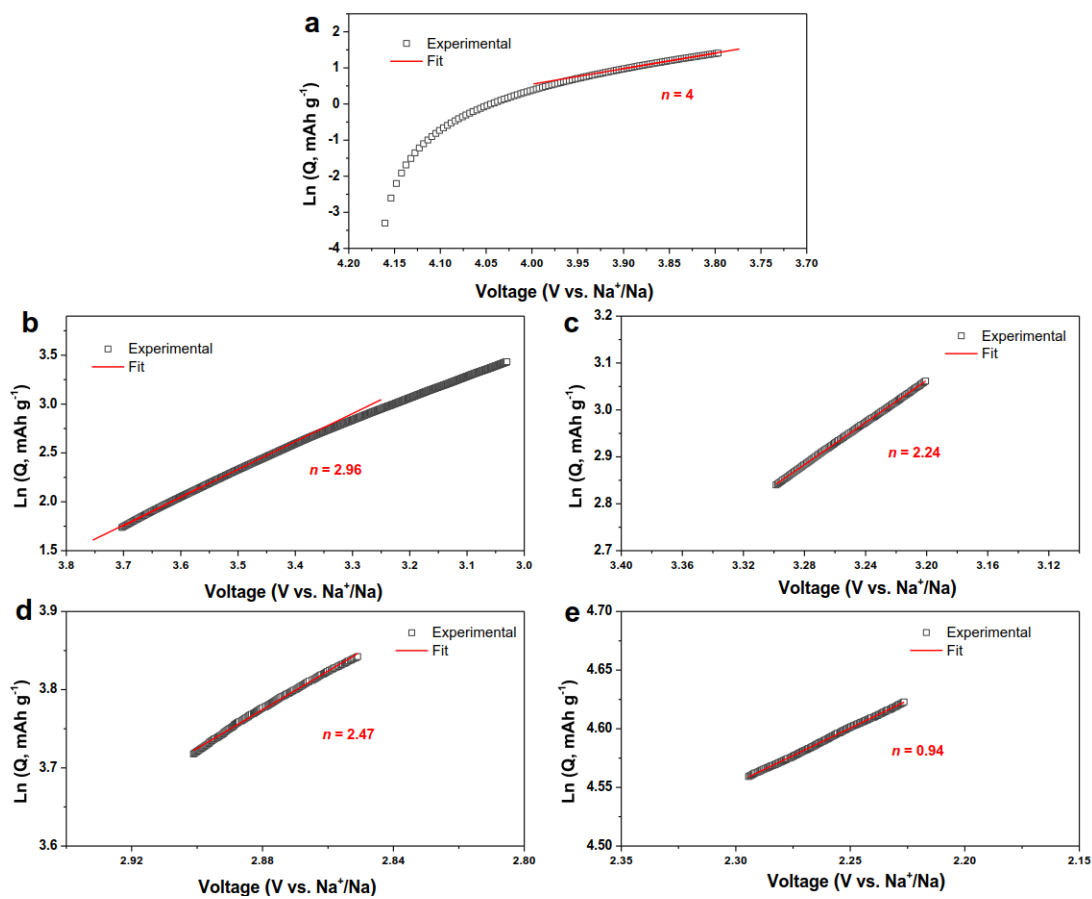 a
Ln (Q, mAh g⁻¹)
2
1
0
-1
-2
-3
-4
Experimental
Fit
n = 4
4.20 4.15 4.10 4.05 4.00 3.95 3.90 3.85 3.80 3.75 3.70
Voltage (V vs. Na⁺/Na)
b
Ln (Q, mAh g⁻¹)
3.5
3.0
2.5
2.0
1.5
Experimental
Fit
n = 2.96
3.8 3.7 3.6 3.5 3.4 3.3 3.2 3.1 3.0
Voltage (V vs. Na⁺/Na)
c
Ln (Q, mAh g⁻¹)
3.2
3.1
3.0
2.9
2.8
2.7
Experimental
Fit
n = 2.24
3.40 3.36 3.32 3.28 3.24 3.20 3.16 3.12
Voltage (V vs. Na⁺/Na)
d
Ln (Q, mAh g⁻¹)
3.9
3.8
3.7
3.6
Experimental
Fit
n = 2.47
2.92 2.88 2.84 2.80
Voltage (V vs. Na⁺/Na)
e
Ln (Q, mAh g⁻¹)
4.70
4.65
4.60
4.55
4.50
Experimental
Fit
n = 0.94
2.35 2.30 2.25 2.20 2.15
Voltage (V vs. Na⁺/Na)